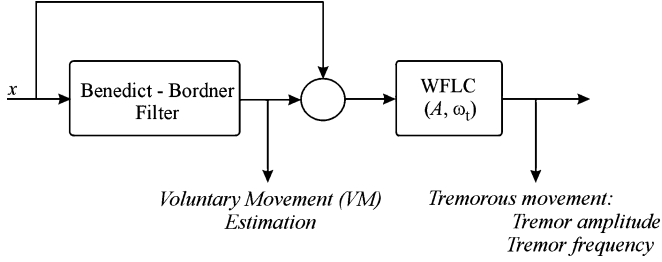 x
Benedict - Bordner
Filter
WFLC
(A, ωt)
Voluntary Movement (VM)
Estimation
Tremorous movement:
Tremor amplitude
Tremor frequency